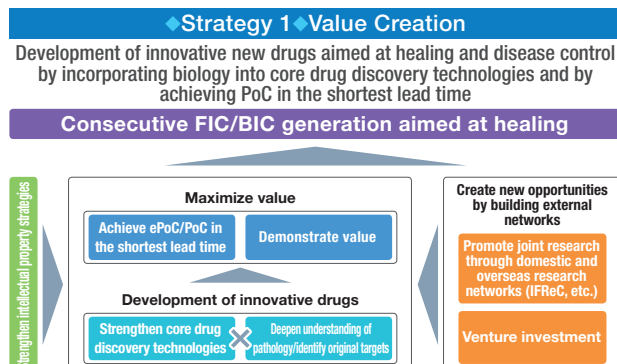 ◆Strategy 1◆Value Creation
Development of innovative new drugs aimed at healing and disease control
by incorporating biology into core drug discovery technologies and by
achieving PoC in the shortest lead time
Consecutive FIC/BIC generation aimed at healing
Strengthen intellectual property strategies
Maximize value
Achieve ePoC/PoC in
the shortest lead time
Demonstrate value
Development of innovative drugs
Strengthen core drug
discovery technologies
×
Deepen understanding of
pathology/identify original targets
Create new opportunities
by building external
networks
Promote joint research
through domestic and
overseas research
networks (IFReC, etc.)
Venture investment